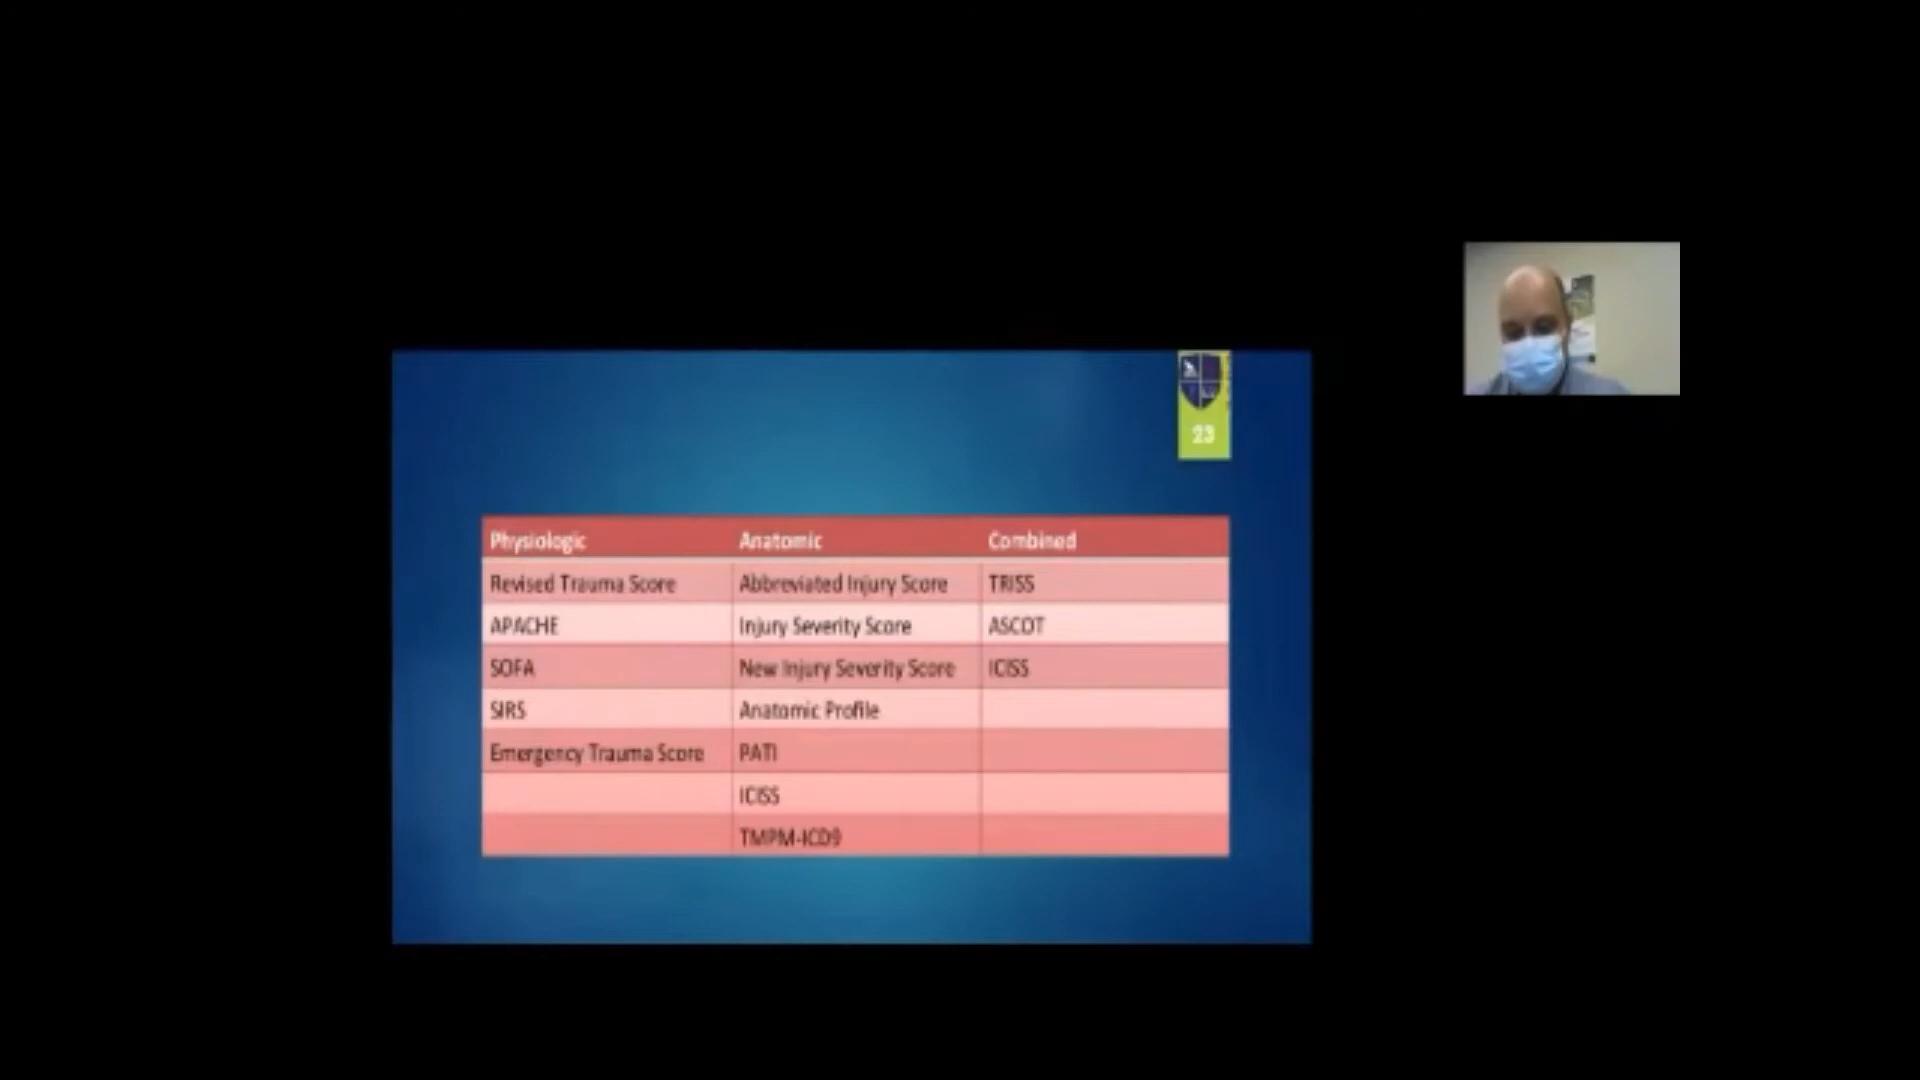 23
Physiologic Anatomic Combined
Revised Trauma Score Abbreviated Injury Score TRISS
APACHE Injury Severity Score ASCOT
SOFA New Injury Severity Score ICISS
SIRS Anatomic Profile
Emergency Trauma Score PATI
ICISS
TMPM-ICD9